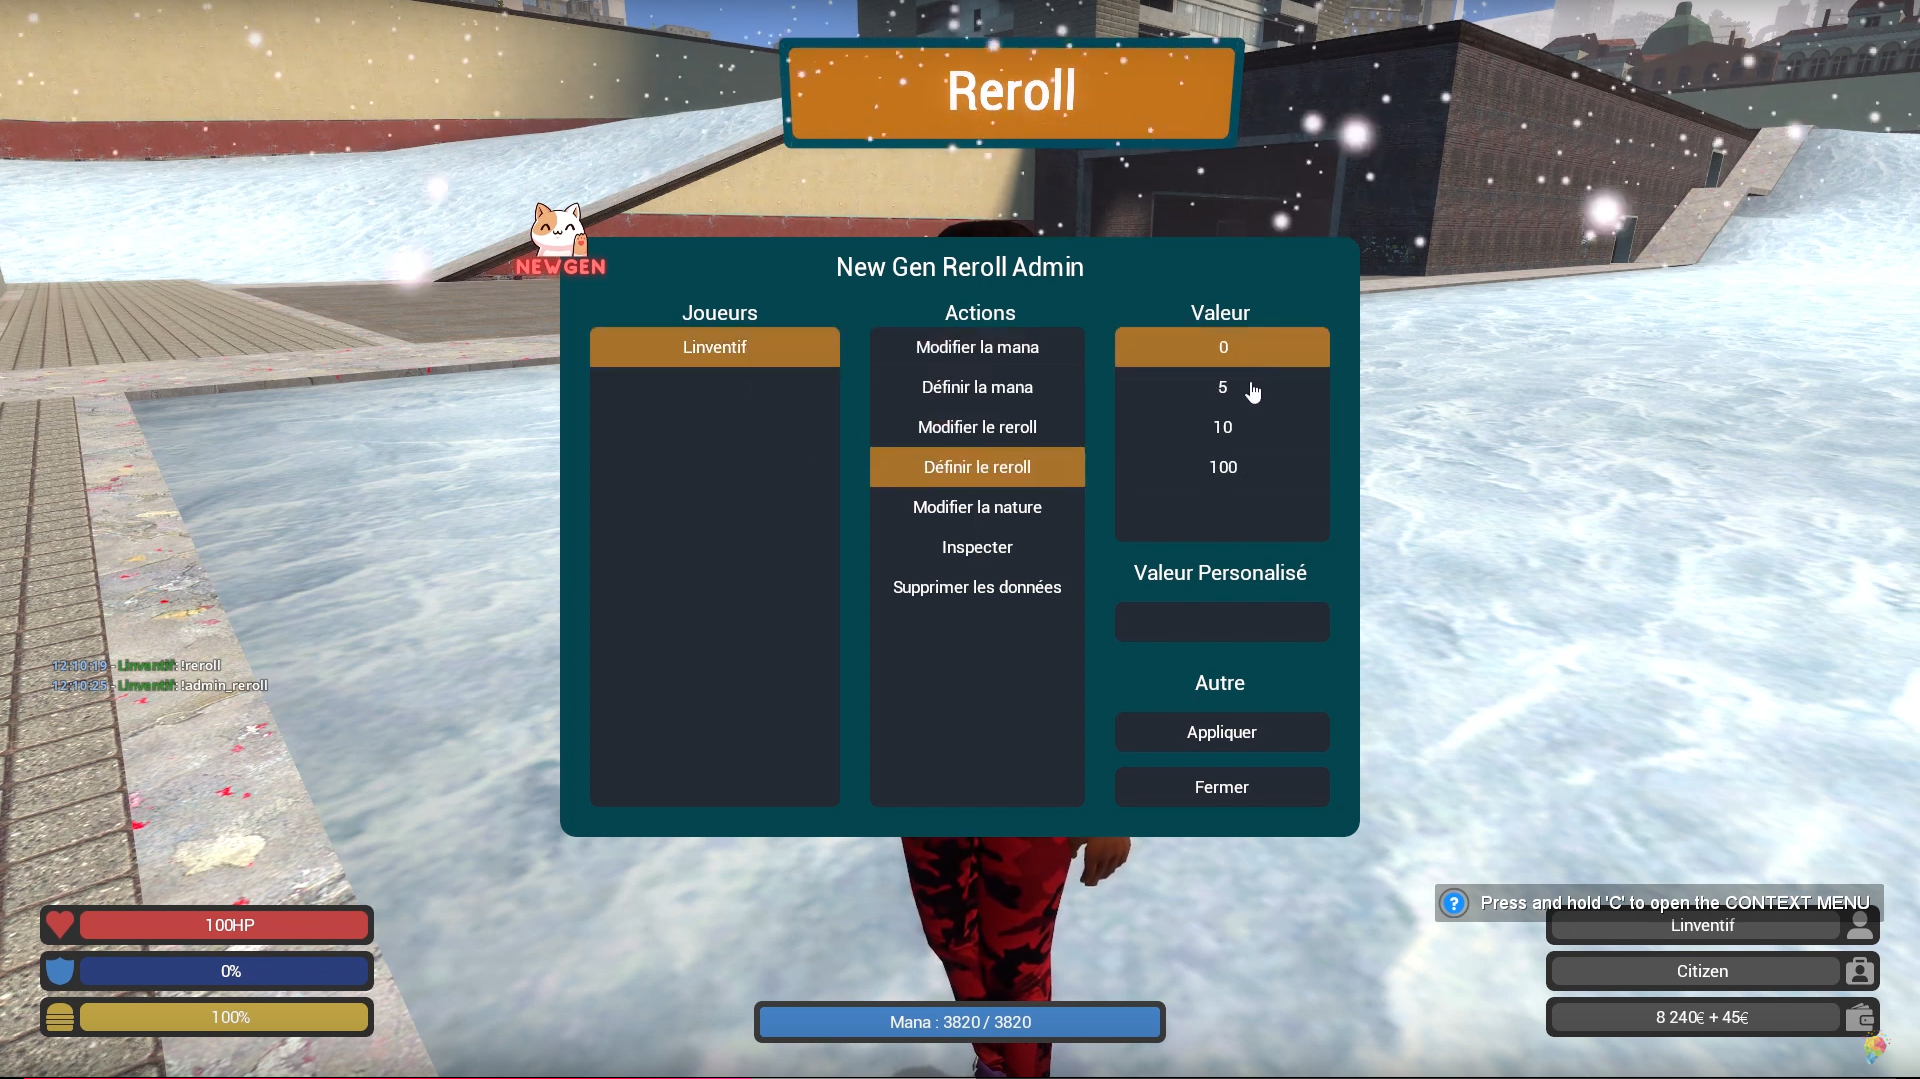 Reroll
NEWGEN
New Gen Reroll Admin
Joueurs
Linventif
Actions
Modifier la mana
Définir la mana
Modifier le reroll
Définir le reroll
Modifier la nature
Inspecter
Supprimer les données
Valeur
0
5
10
100
Valeur Personalisé
Autre
Appliquer
Fermer
12:10:19 - Linventif: !reroll
12:10:25 - Linventif: !admin_reroll
100HP
0%
100%
Mana : 3820 / 3820
? Press and hold 'C' to open the CONTEXT MENU
Linventif
Citizen
8 240€ + 45€